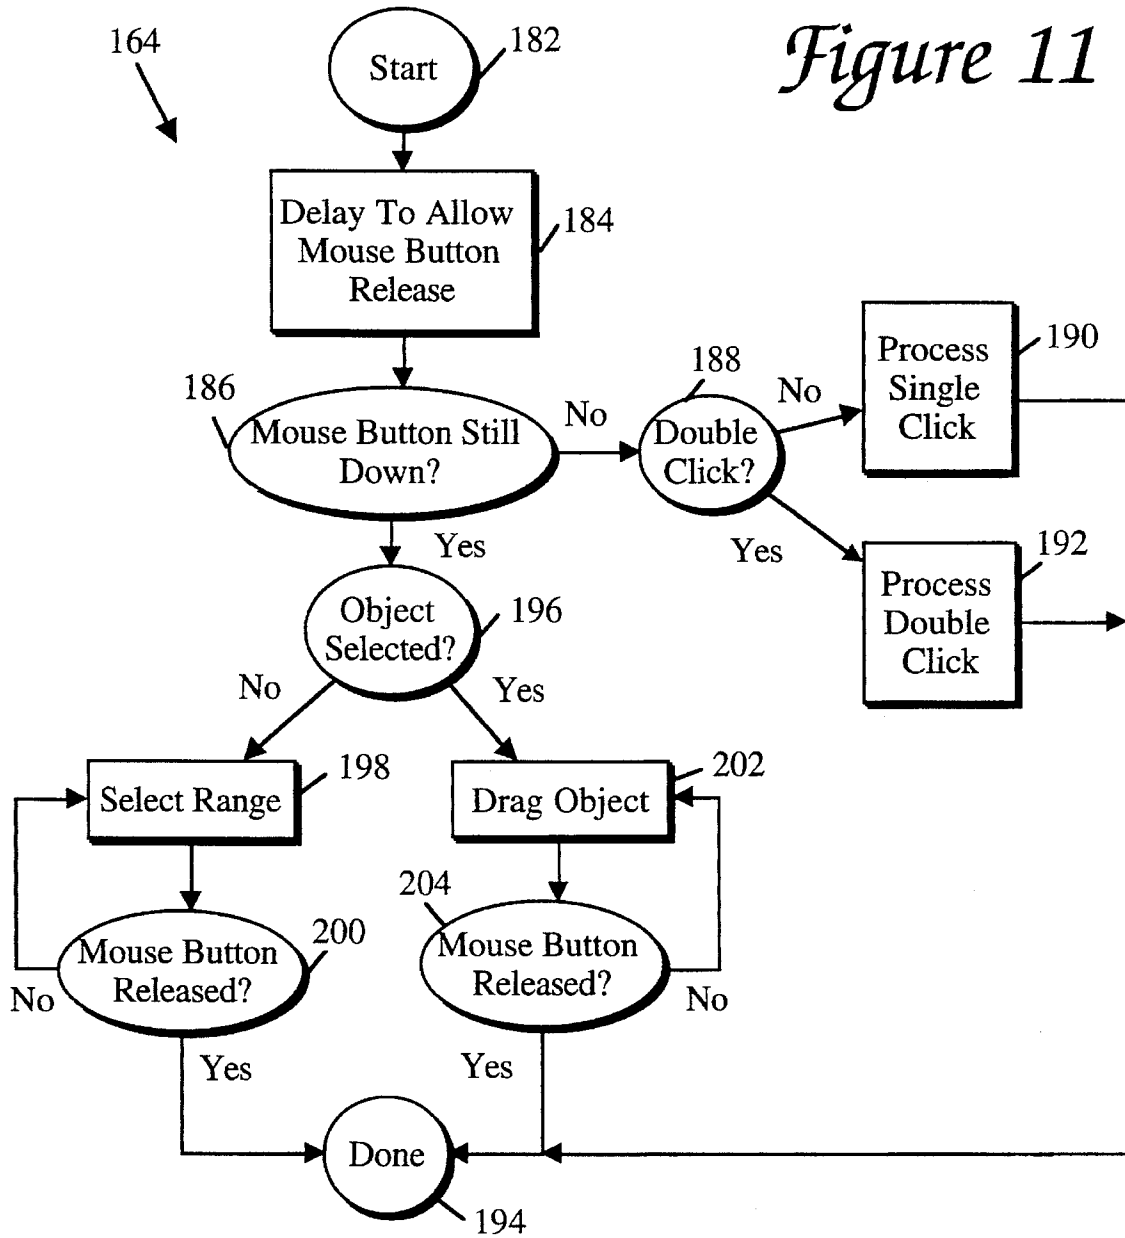 Figure 11
164
Start
182
Delay To Allow
Mouse Button
Release
184
186
Mouse Button Still
Down?
No
188
Double
Click?
No
Process
Single
Click
190
Yes
Process
Double
Click
192
Yes
Object
Selected?
196
No
Yes
Select Range
198
Drag Object
202
Mouse Button
Released?
200
No
Yes
204
Mouse Button
Released?
No
Yes
Done
194